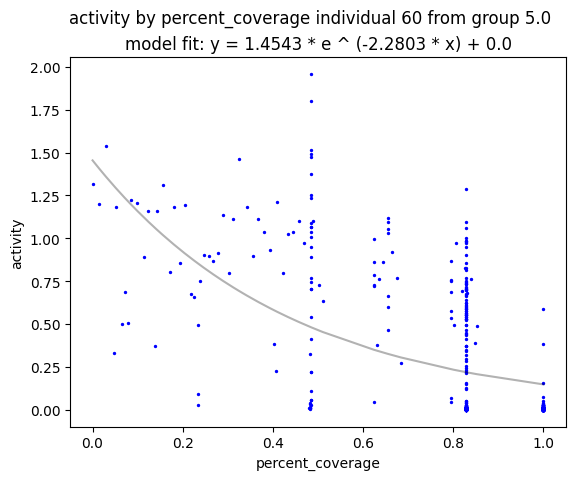 activity by percent_coverage individual 60 from group 5.0
model fit: y = 1.4543 * e ^ (-2.2803 * x) + 0.0
2.00
1.75
1.50
1.25
1.00
0.75
0.50
0.25
0.00
activity
0.0 0.2 0.4 0.6 0.8 1.0
percent_coverage